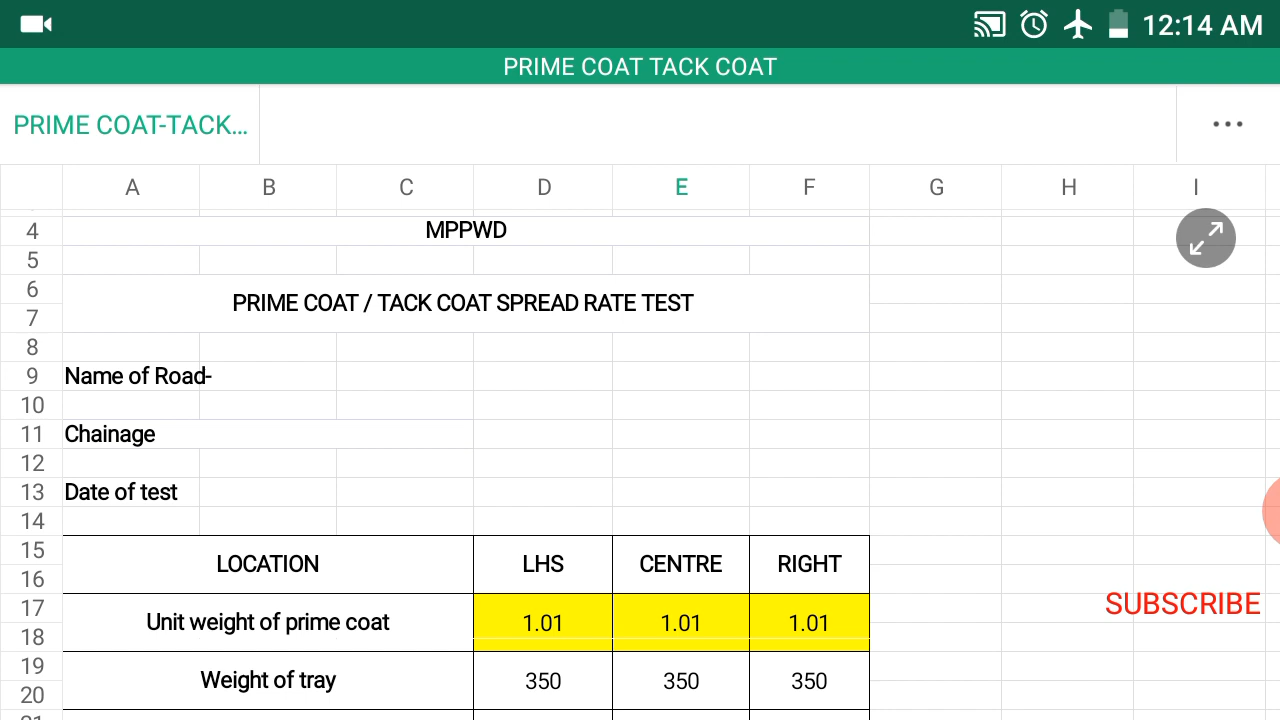 12:14 AM
PRIME COAT TACK COAT
PRIME COAT-TACK...
A B C D E F G H I
4 MPPWD
5
6
PRIME COAT / TACK COAT SPREAD RATE TEST
7
8
9 Name of Road-
10
11 Chainage
12
13 Date of test
14
15
LOCATION LHS CENTRE RIGHT
16
17
Unit weight of prime coat 1.01 1.01 1.01
18
SUBSCRIBE
19
Weight of tray 350 350 350
20